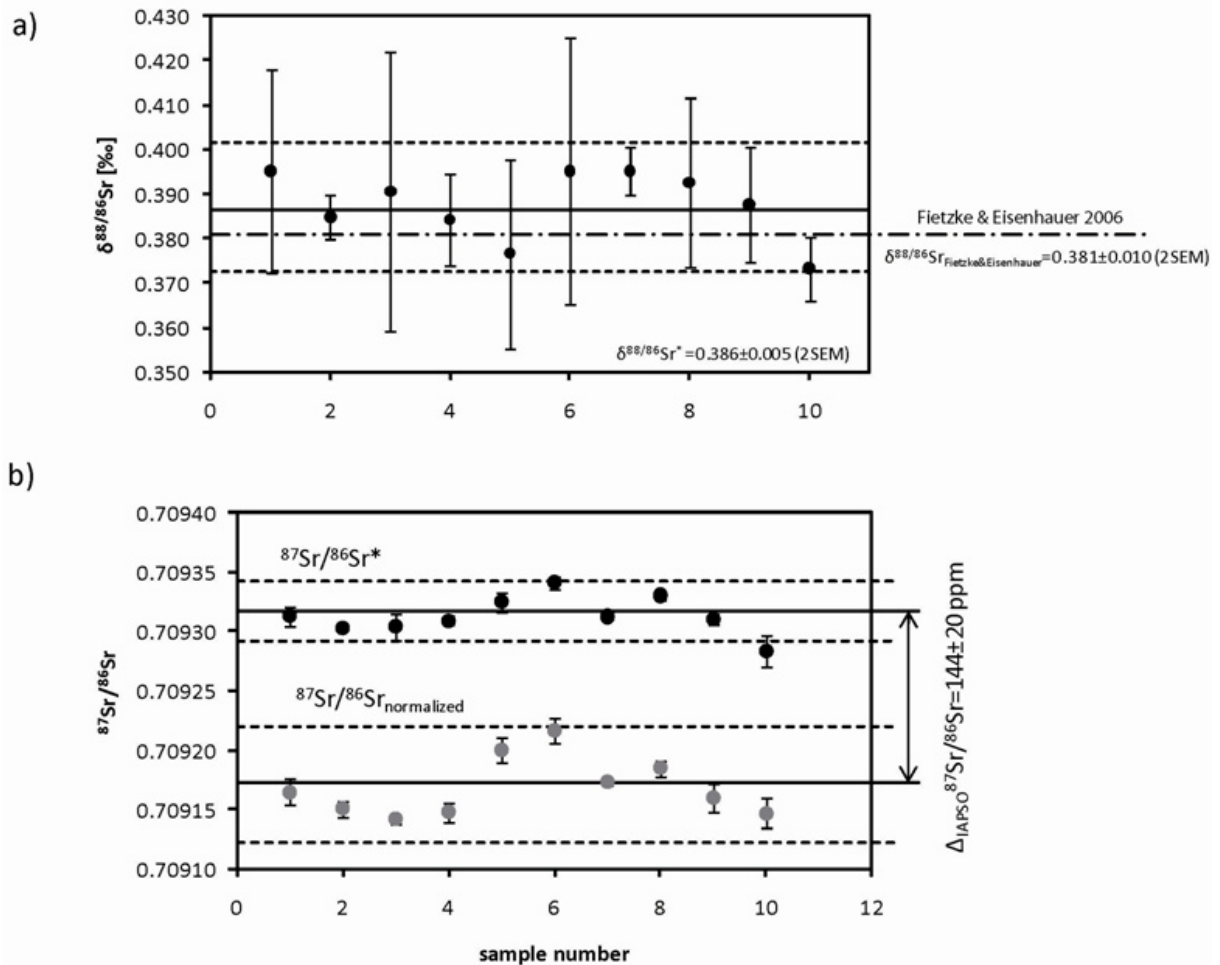 a)
0.430
0.420
0.410
0.400
0.390
0.380
0.370
0.360
0.350
δ88/86Sr [‰]
Fietzke & Eisenhauer 2006
δ88/86SrFietzke&Eisenhauer=0.381±0.010 (2SEM)
δ88/86Sr*=0.386±0.005 (2SEM)
0 2 4 6 8 10
b)
0.70940
0.70935
0.70930
0.70925
0.70920
0.70915
0.70910
87Sr/86Sr
87Sr/86Sr*
87Sr/86Srnormalized
ΔIAPSO87Sr/86Sr=144±20 ppm
0 2 4 6 8 10 12
sample number